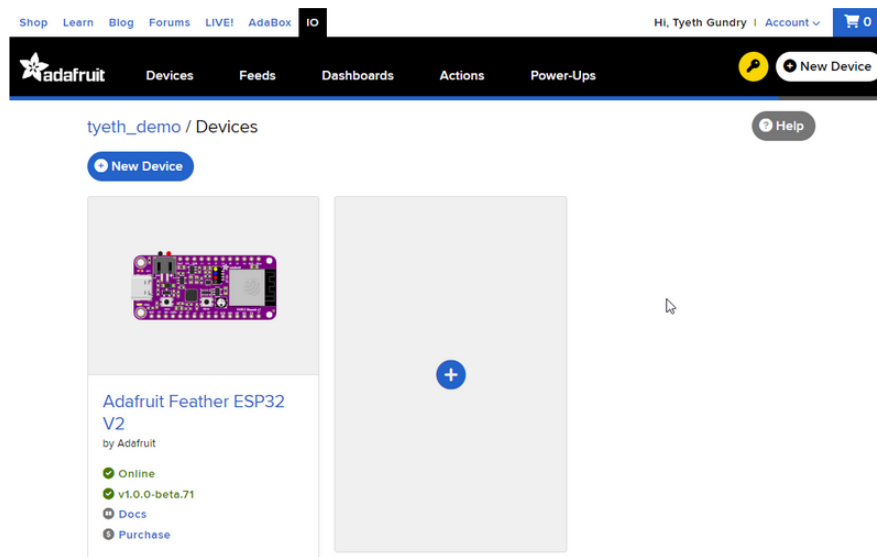 Shop Learn Blog Forums LIVE! AdaBox IO Hi, Tyeth Gundry | Account 0
adafruit Devices Feeds Dashboards Actions Power-Ups New Device
tyeth_demo / Devices Help
New Device
Adafruit Feather ESP32
V2
by Adafruit
Online
v1.0.0-beta.71
Docs
Purchase